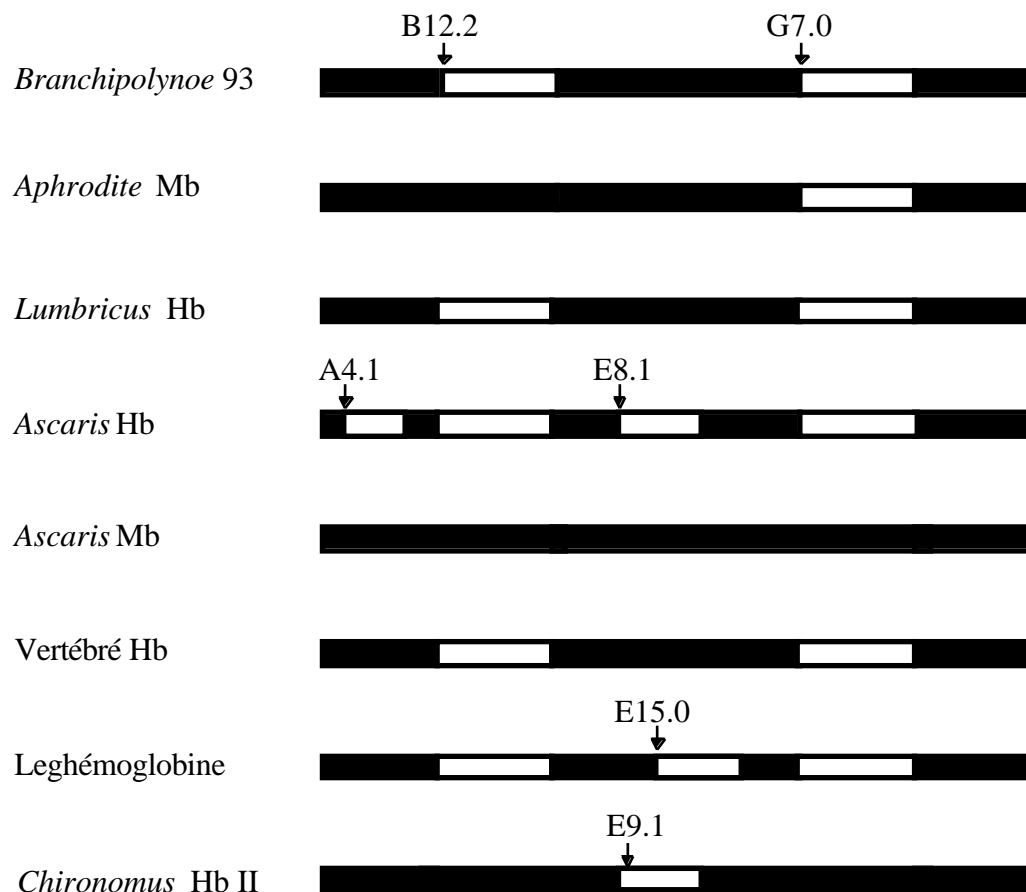 B12.2 G7.0
Branchipolynoe 93
Aphrodite Mb
Lumbricus Hb
A4.1 E8.1
Ascaris Hb
Ascaris Mb
Vertébré Hb
E15.0
Leghémoglobine
E9.1
Chironomus Hb II